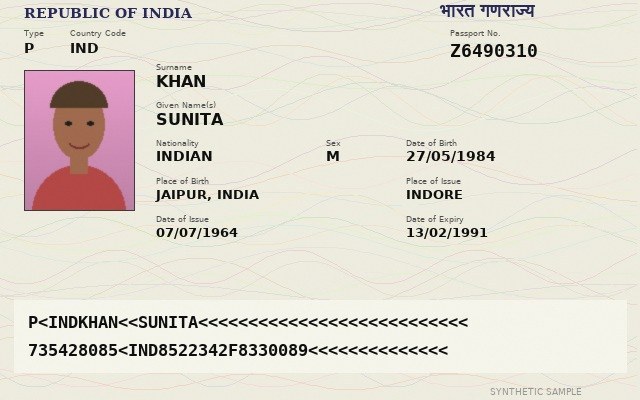 REPUBLIC OF INDIA भारत गणराज्य
Type Country Code Passport No.
P IND Z6490310
Surname
KHAN
Given Name(s)
SUNITA
Nationality Sex Date of Birth
INDIAN M 27/05/1984
Place of Birth Place of Issue
JAIPUR, INDIA INDORE
Date of Issue Date of Expiry
07/07/1964 13/02/1991
P<INDKHAN<<SUNITA<<<<<<<<<<<<<<<<<<<<<<<<<<<
735428085<IND8522342F8330089<<<<<<<<<<<<<<
SYNTHETIC SAMPLE